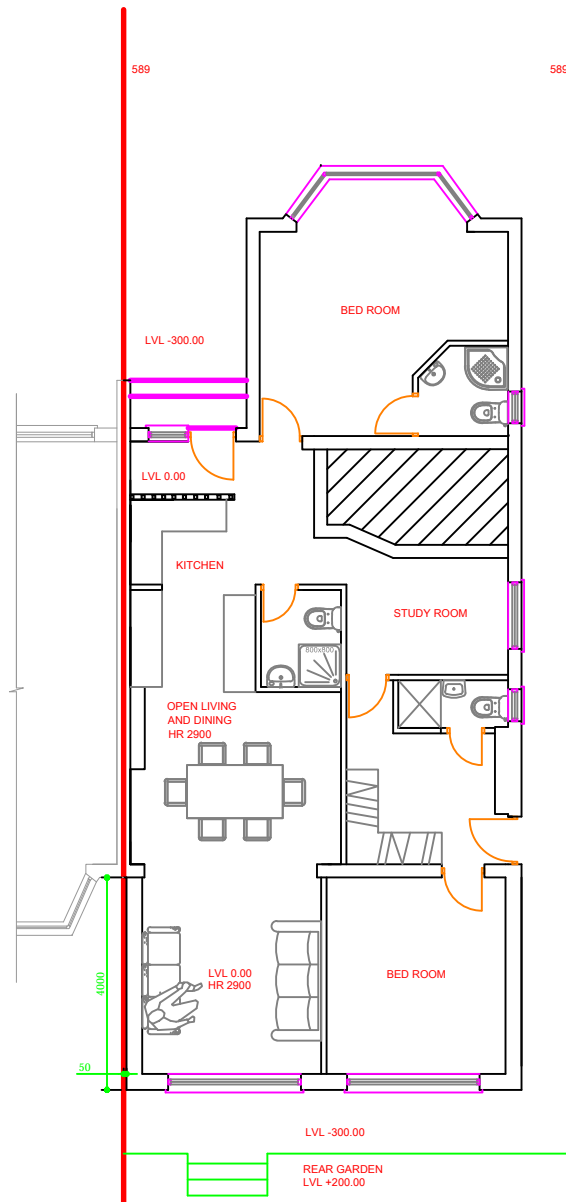 589
589
BED ROOM
LVL -300.00
LVL 0.00
KITCHEN
STUDY ROOM
800x800
OPEN LIVING
AND DINING
HR 2900
LVL 0.00
HR 2900
BED ROOM
4000
50
LVL -300.00
REAR GARDEN
LVL +200.00